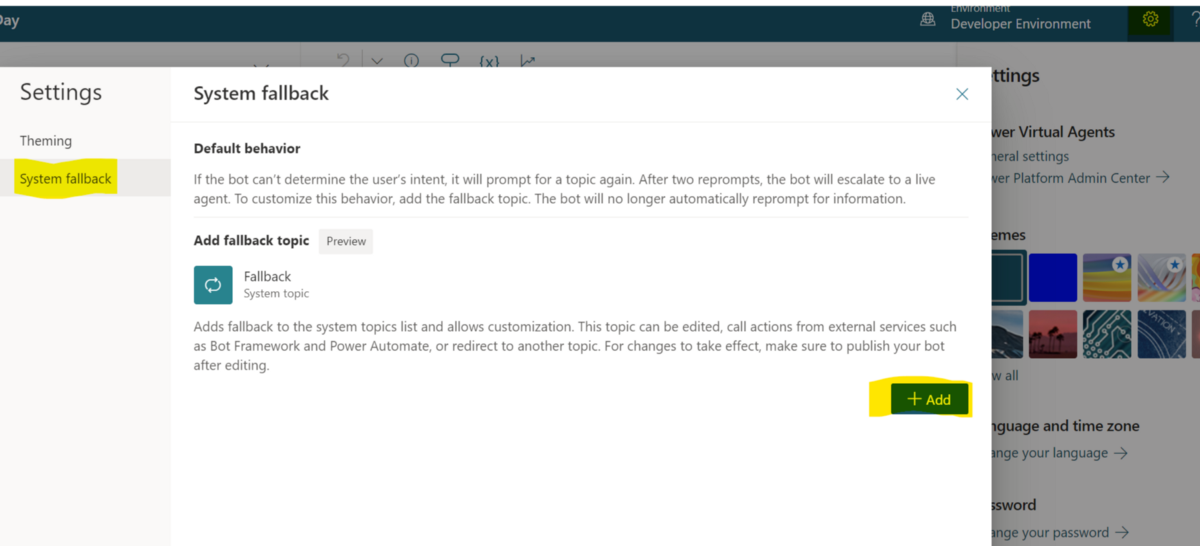 Day
Environment
Developer Environment
?
{x}
Settings
Theming
System fallback
System fallback
Default behavior
If the bot can't determine the user's intent, it will prompt for a topic again. After two reprompts, the bot will escalate to a live
agent. To customize this behavior, add the fallback topic. The bot will no longer automatically reprompt for information.
Add fallback topic
Preview
Fallback
System topic
Adds fallback to the system topics list and allows customization. This topic can be edited, call actions from external services such
as Bot Framework and Power Automate, or redirect to another topic. For changes to take effect, make sure to publish your bot
after editing.
+ Add
ttings
wer Virtual Agents
neral settings
wer Platform Admin Center →
emes
w all
nguage and time zone
ange your language →
ssword
ange your password →